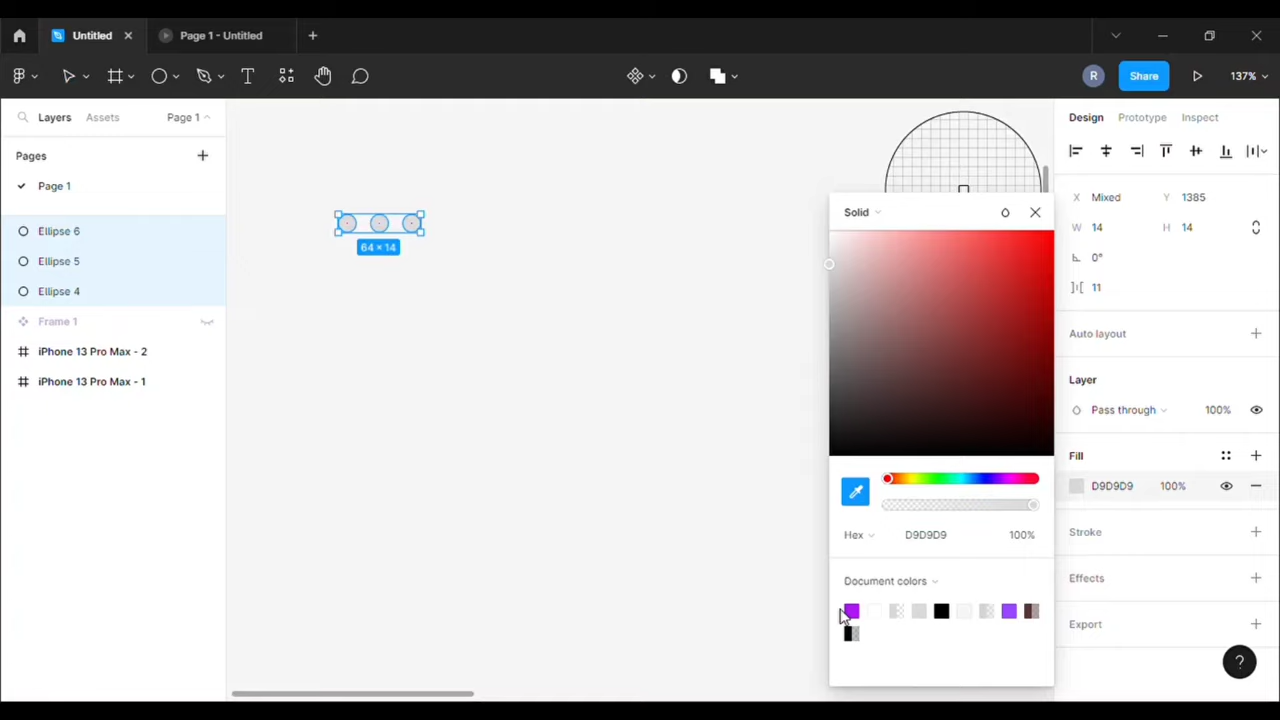 Untitled
Page 1 - Untitled
R
Share
137%
Layers
Assets
Page 1
Design
Prototype
Inspect
Pages
Page 1
X
Mixed
Y
1385
Solid
W
14
H
14
Ellipse 6
64 × 14
0°
Ellipse 5
11
Ellipse 4
Frame 1
Auto layout
iPhone 13 Pro Max - 2
iPhone 13 Pro Max - 1
Layer
Pass through
100%
Fill
D9D9D9
100%
Stroke
Hex
D9D9D9
100%
Document colors
Effects
Export
?